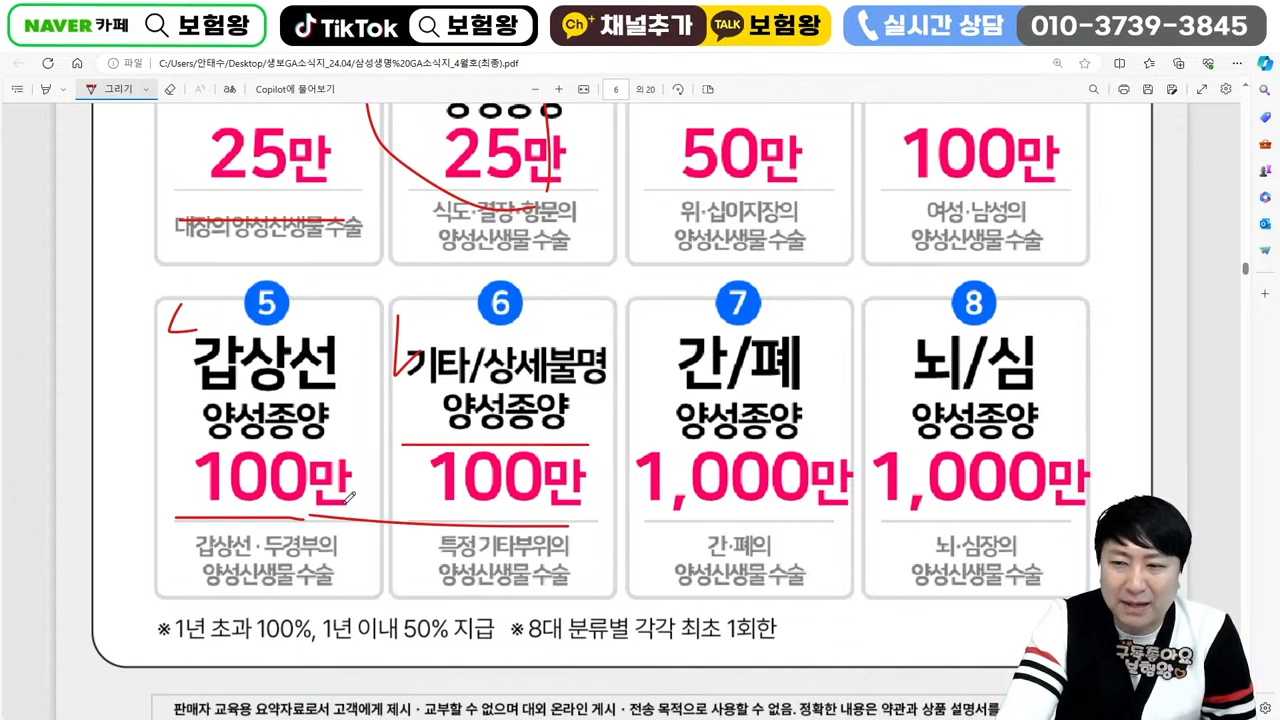 NAVER 카페 보험왕 TikTok 보험왕 Ch+ 채널추가 TALK 보험왕 실시간 상담 010-3739-3845
파일 C:/Users/안태수/Desktop/생보GA소식지_24.04/삼성생명%20GA소식지_4월호(최종).pdf
그리기 가あ Copilot에 물어보기 6 의 20
25만 25만 50만 100만
대장의 양성신생물 수술
식도·결장·항문의
양성신생물 수술
위·십이지장의
양성신생물 수술
여성·남성의
양성신생물 수술
5
갑상선
양성종양
100만
갑상선·두경부의
양성신생물 수술
6
기타/상세불명
양성종양
100만
특정 기타부위의
양성신생물 수술
7
간/폐
양성종양
1,000만
간·폐의
양성신생물 수술
8
뇌/심
양성종양
1,000만
뇌·심장의
양성신생물 수술
※ 1년 초과 100%, 1년 이내 50% 지급 ※ 8대 분류별 각각 최초 1회한
판매자 교육용 요약자료로서 고객에게 제시·교부할 수 없으며 대외 온라인 게시·전송 목적으로 사용할 수 없음. 정확한 내용은 약관과 상품 설명서를
구독좋아요
보험왕